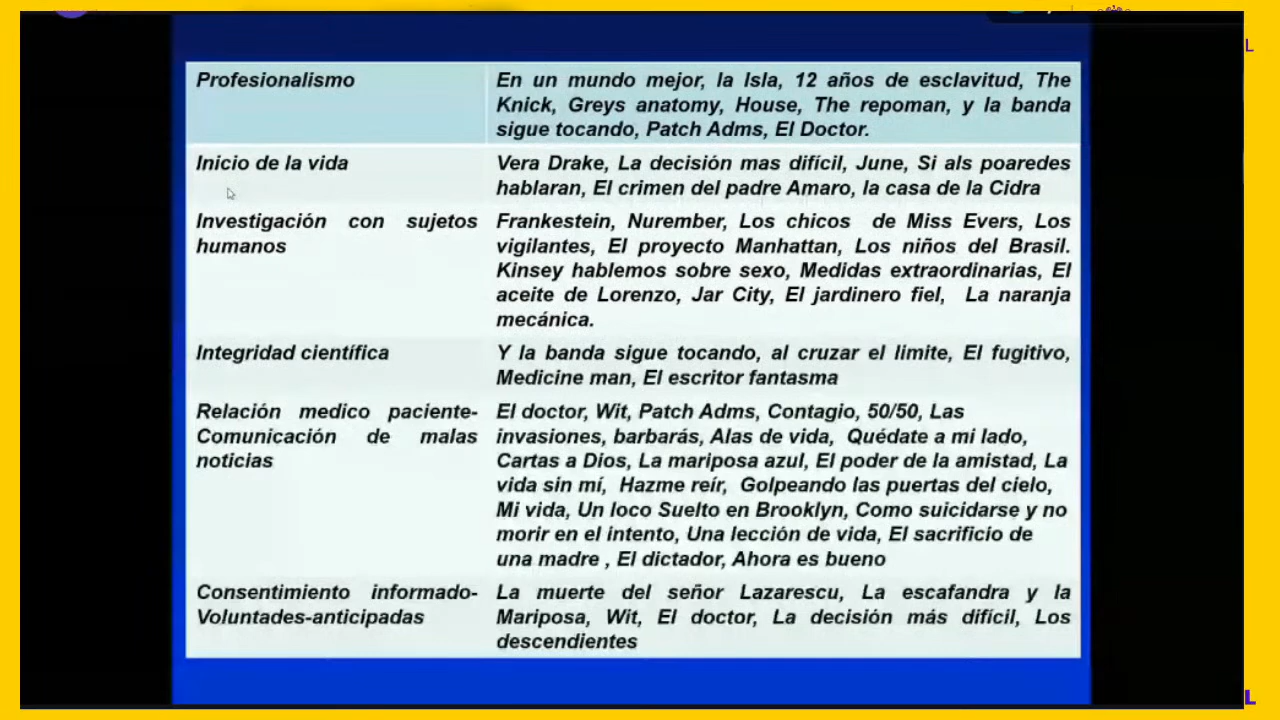 Profesionalismo
En un mundo mejor, la Isla, 12 años de esclavitud, The
Knick, Greys anatomy, House, The repoman, y la banda
sigue tocando, Patch Adms, El Doctor.
Inicio de la vida
Vera Drake, La decisión mas difícil, June, Si als poaredes
hablaran, El crimen del padre Amaro, la casa de la Cidra
Investigación con sujetos
humanos
Frankestein, Nurember, Los chicos de Miss Evers, Los
vigilantes, El proyecto Manhattan, Los niños del Brasil.
Kinsey hablemos sobre sexo, Medidas extraordinarias, El
aceite de Lorenzo, Jar City, El jardinero fiel, La naranja
mecánica.
Integridad científica
Y la banda sigue tocando, al cruzar el limite, El fugitivo,
Medicine man, El escritor fantasma
Relación medico paciente-
Comunicación de malas
noticias
El doctor, Wit, Patch Adms, Contagio, 50/50, Las
invasiones, barbarás, Alas de vida, Quédate a mi lado,
Cartas a Dios, La mariposa azul, El poder de la amistad, La
vida sin mí, Hazme reír, Golpeando las puertas del cielo,
Mi vida, Un loco Suelto en Brooklyn, Como suicidarse y no
morir en el intento, Una lección de vida, El sacrificio de
una madre , El dictador, Ahora es bueno
Consentimiento informado-
Voluntades-anticipadas
La muerte del señor Lazarescu, La escafandra y la
Mariposa, Wit, El doctor, La decisión más difícil, Los
descendientes
L
L